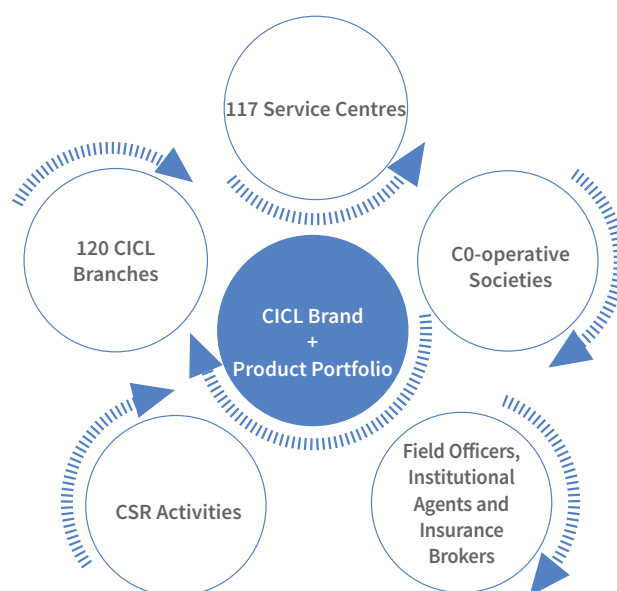 117 Service Centres
120 CICL
Branches
C0-operative
Societies
CICL Brand
+
Product Portfolio
CSR Activities
Field Officers,
Institutional
Agents and
Insurance
Brokers